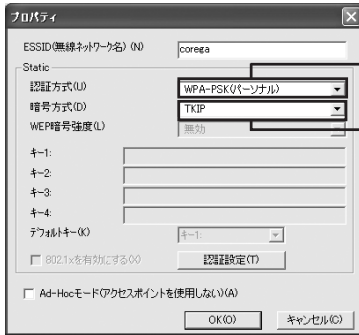 プロパティ
ESSID(無線ネットワーク名) (N)
corega
Static
認証方式(U)
WPA-PSK(パーソナル)
暗号方式(D)
TKIP
WEP暗号強度(L)
無効
キー1:
キー2:
キー3:
キー4:
デフォルトキー(K)
キー1:
802.1xを有効にする(X)
認証設定(T)
Ad-Hocモード(アクセスポイントを使用しない)(A)
OK(O)
キャンセル(C)